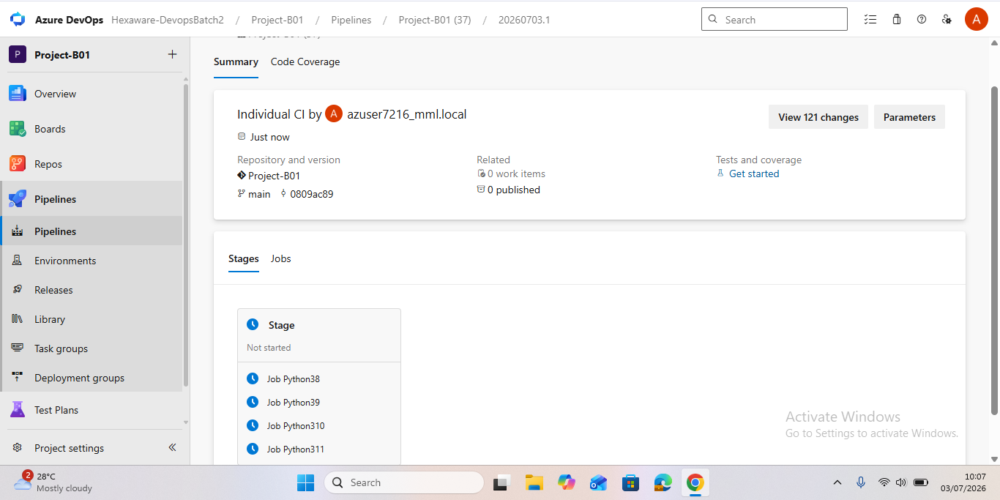 Azure DevOps Hexaware-DevopsBatch2 / Project-B01 / Pipelines / Project-B01 (37) / 20260703.1 Search A
P Project-B01 +
Overview
Boards
Repos
Pipelines
Pipelines
Environments
Releases
Library
Task groups
Deployment groups
Test Plans
Project settings
Summary Code Coverage
Individual CI by A azuser7216_mml.local
View 121 changes Parameters
Just now
Repository and version
Project-B01
main 0809ac89
Related
0 work items
0 published
Tests and coverage
Get started
Stages Jobs
Stage
Not started
Job Python38
Job Python39
Job Python310
Job Python311
Activate Windows
Go to Settings to activate Windows.
2 28°C
Mostly cloudy
Search
10:07
03/07/2026